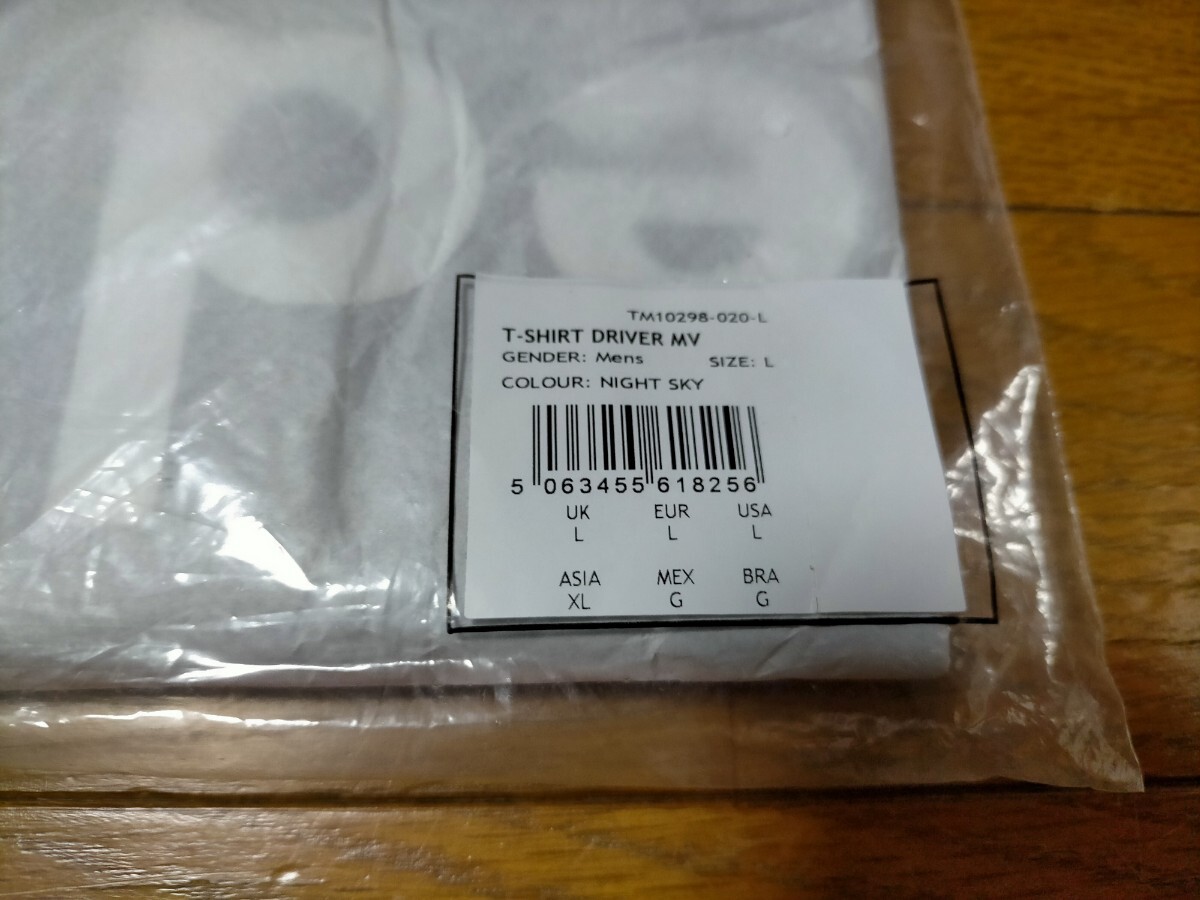 TM10298-020-L
T-SHIRT DRIVER MV
GENDER: Mens SIZE: L
COLOUR: NIGHT SKY
5 063455 618256
UK EUR USA
L L L
ASIA MEX BRA
XL G G